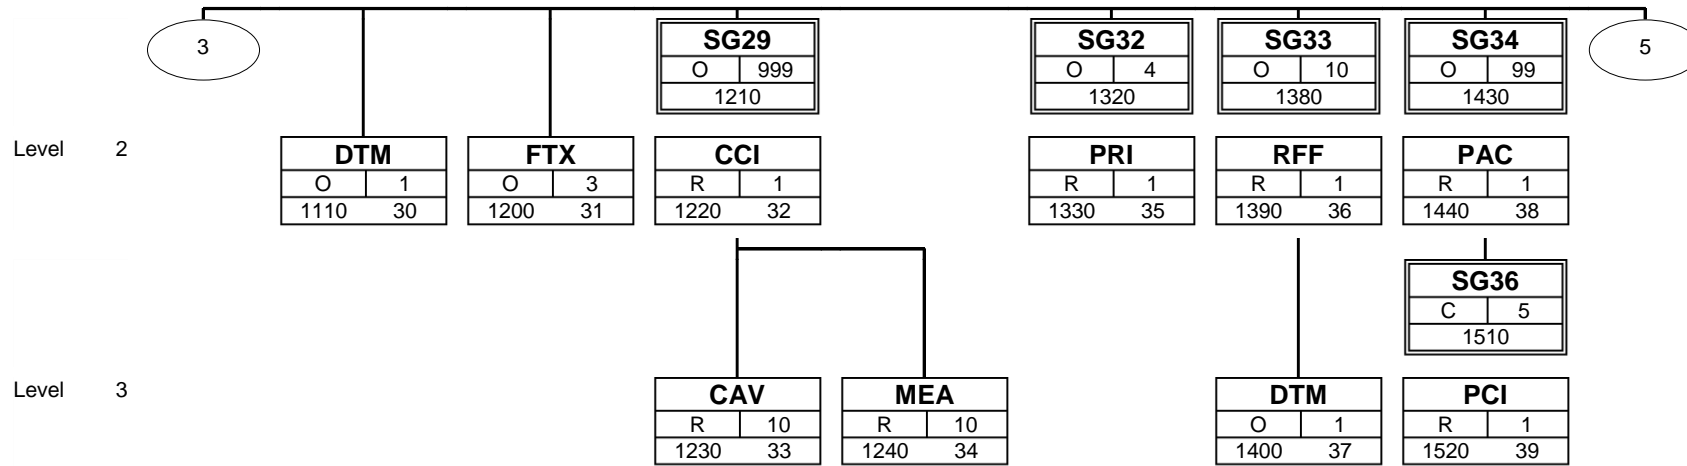 3
SG29
O 999
1210
SG32
O 4
1320
SG33
O 10
1380
SG34
O 99
1430
5
Level 2
DTM
O 1
1110 30
FTX
O 3
1200 31
CCI
R 1
1220 32
PRI
R 1
1330 35
RFF
R 1
1390 36
PAC
R 1
1440 38
SG36
C 5
1510
Level 3
CAV
R 10
1230 33
MEA
R 10
1240 34
DTM
O 1
1400 37
PCI
R 1
1520 39